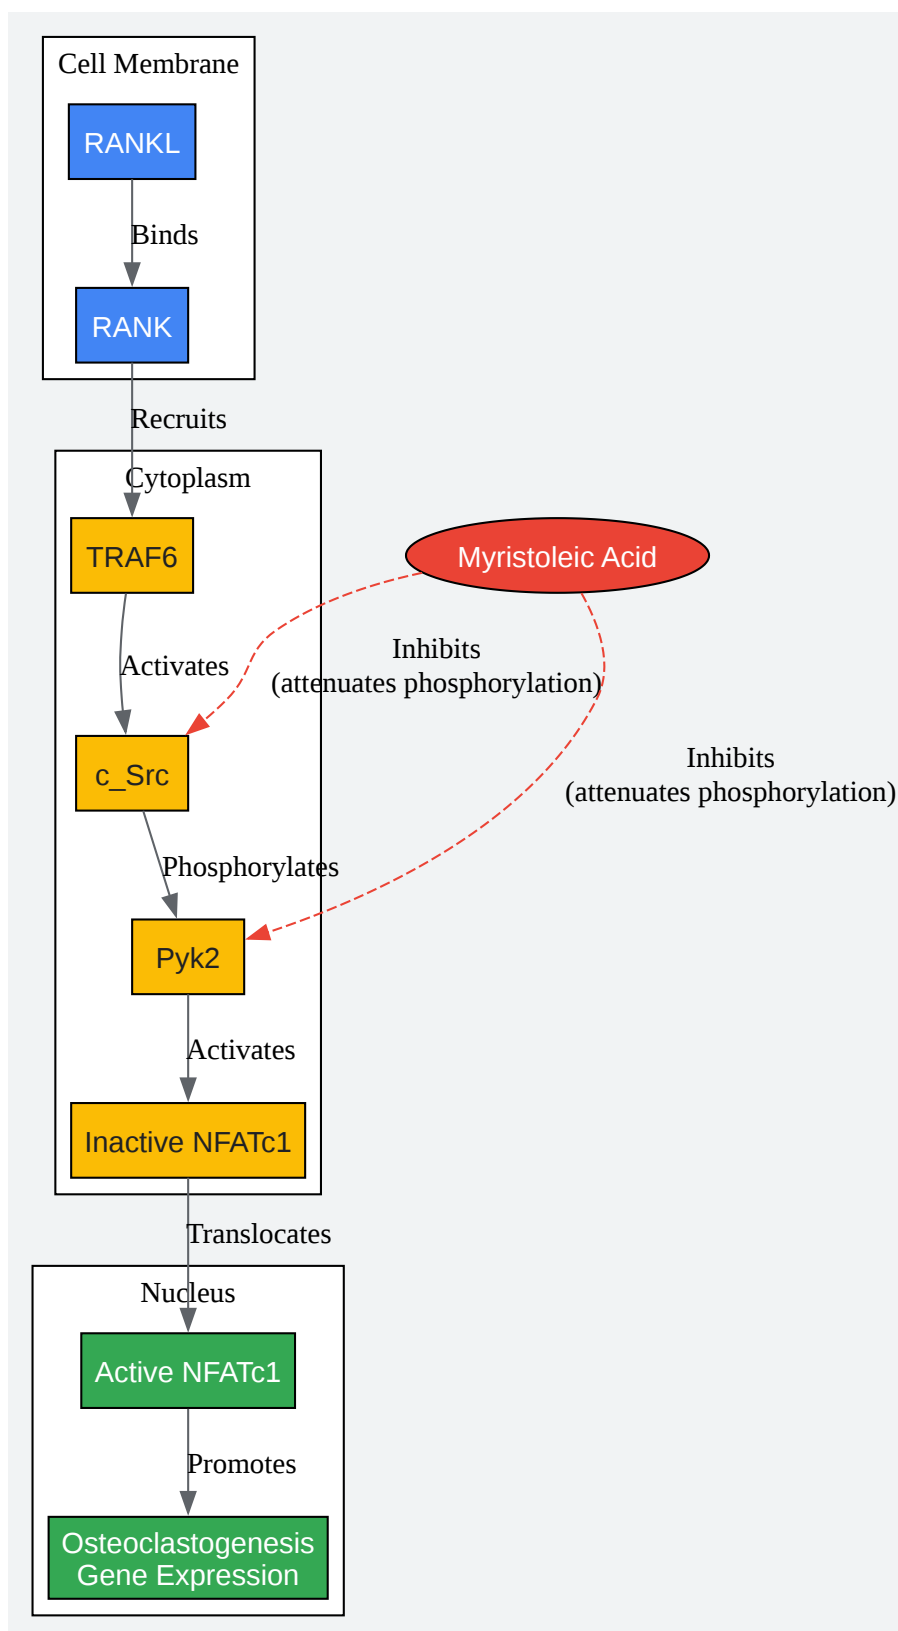 Cell Membrane
RANKL
Binds
RANK
Recruits
Cytoplasm
TRAF6
Myristoleic Acid
Activates
Inhibits
(attenuates phosphorylation)
c_Src
Inhibits
(attenuates phosphorylation)
Phosphorylates
Pyk2
Activates
Inactive NFATc1
Translocates
Nucleus
Active NFATc1
Promotes
Osteoclastogenesis
Gene Expression